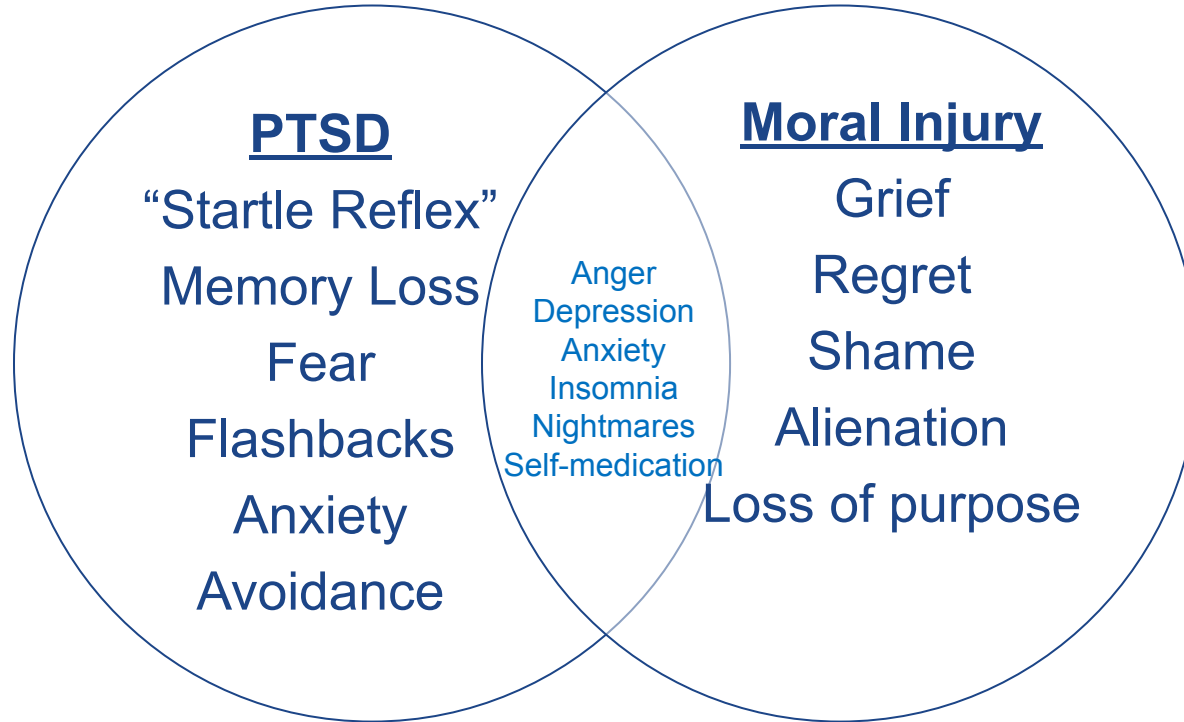 PTSD
“Startle Reflex”
Memory Loss
Fear
Flashbacks
Anxiety
Avoidance
Anger
Depression
Anxiety
Insomnia
Nightmares
Self-medication
Moral Injury
Grief
Regret
Shame
Alienation
Loss of purpose